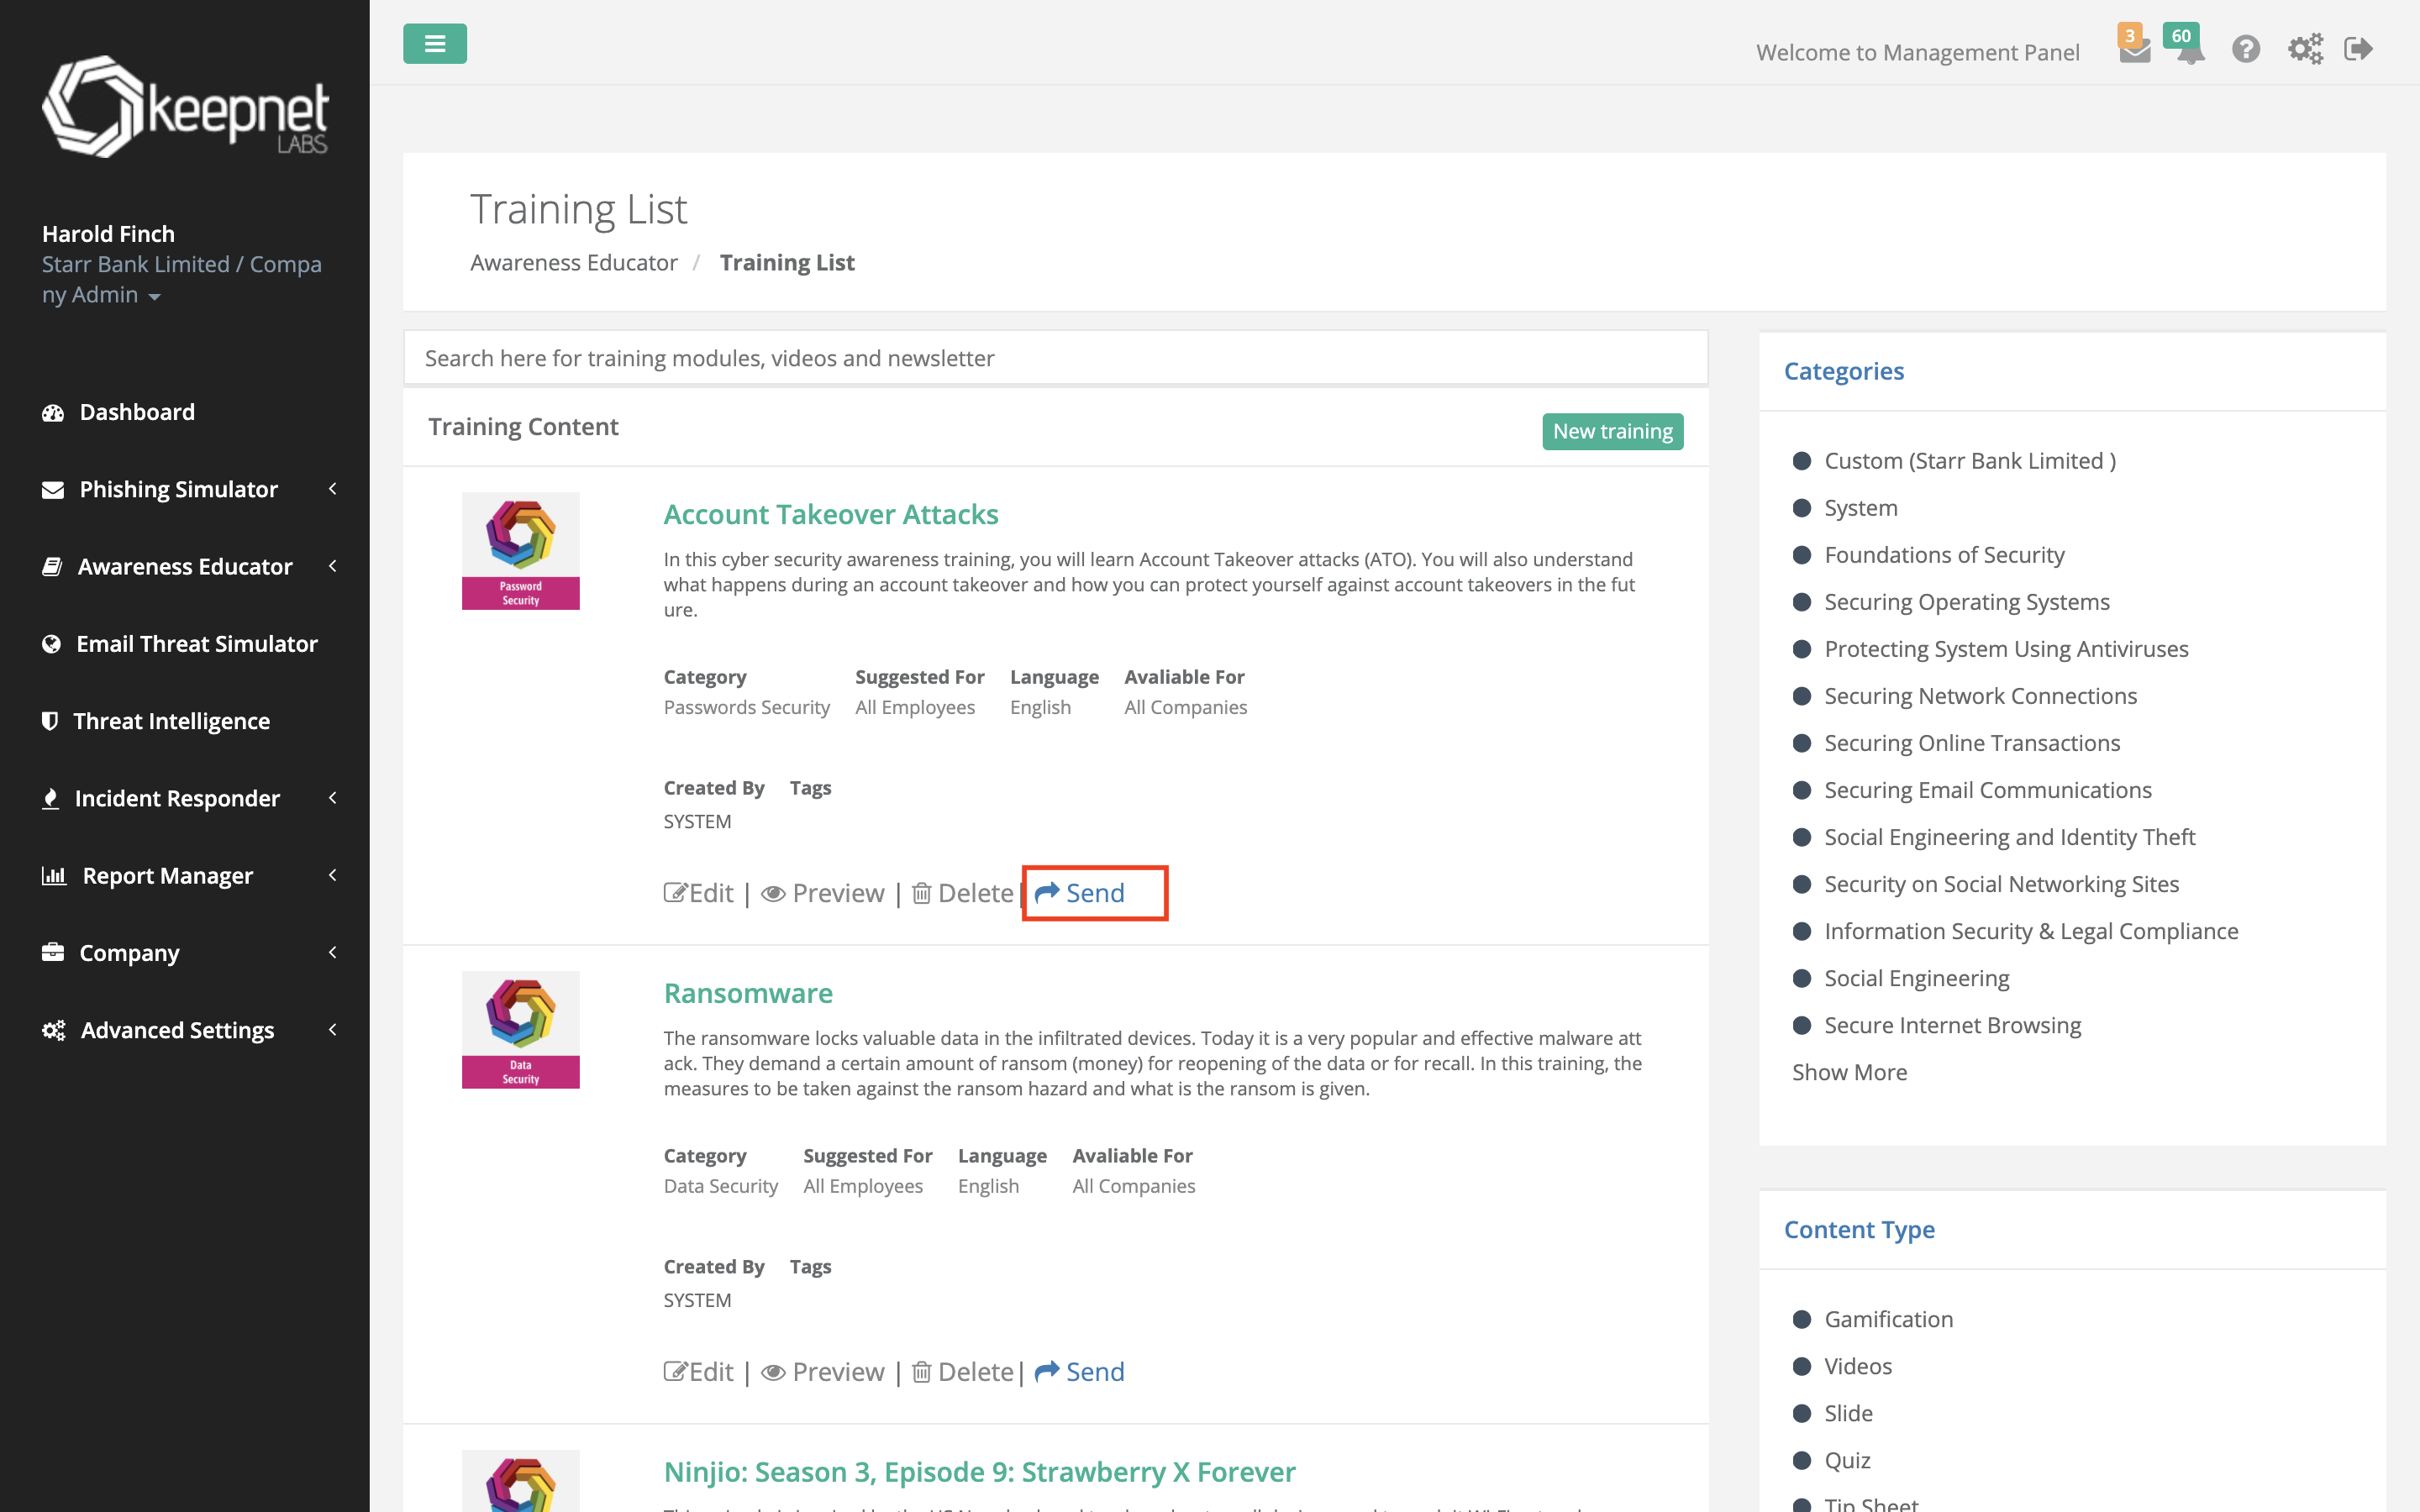 keepnet
LABS
Harold Finch
Starr Bank Limited / Compa
ny Admin
Dashboard
Phishing Simulator
Awareness Educator
Email Threat Simulator
Threat Intelligence
Incident Responder
Report Manager
Company
Advanced Settings
Welcome to Management Panel
3
60
Training List
Awareness Educator / Training List
Search here for training modules, videos and newsletter
Training Content
New training
Password
Security
Account Takeover Attacks
In this cyber security awareness training, you will learn Account Takeover attacks (ATO). You will also understand
what happens during an account takeover and how you can protect yourself against account takeovers in the fut
ure.
Category Suggested For Language Avaliable For
Passwords Security All Employees English All Companies
Created By Tags
SYSTEM
Edit | Preview | Delete | Send
Data
Security
Ransomware
The ransomware locks valuable data in the infiltrated devices. Today it is a very popular and effective malware att
ack. They demand a certain amount of ransom (money) for reopening of the data or for recall. In this training, the
measures to be taken against the ransom hazard and what is the ransom is given.
Category Suggested For Language Avaliable For
Data Security All Employees English All Companies
Created By Tags
SYSTEM
Edit | Preview | Delete | Send
Ninjio: Season 3, Episode 9: Strawberry X Forever
Categories
Custom (Starr Bank Limited )
System
Foundations of Security
Securing Operating Systems
Protecting System Using Antiviruses
Securing Network Connections
Securing Online Transactions
Securing Email Communications
Social Engineering and Identity Theft
Security on Social Networking Sites
Information Security & Legal Compliance
Social Engineering
Secure Internet Browsing
Show More
Content Type
Gamification
Videos
Slide
Quiz
Tip Sheet